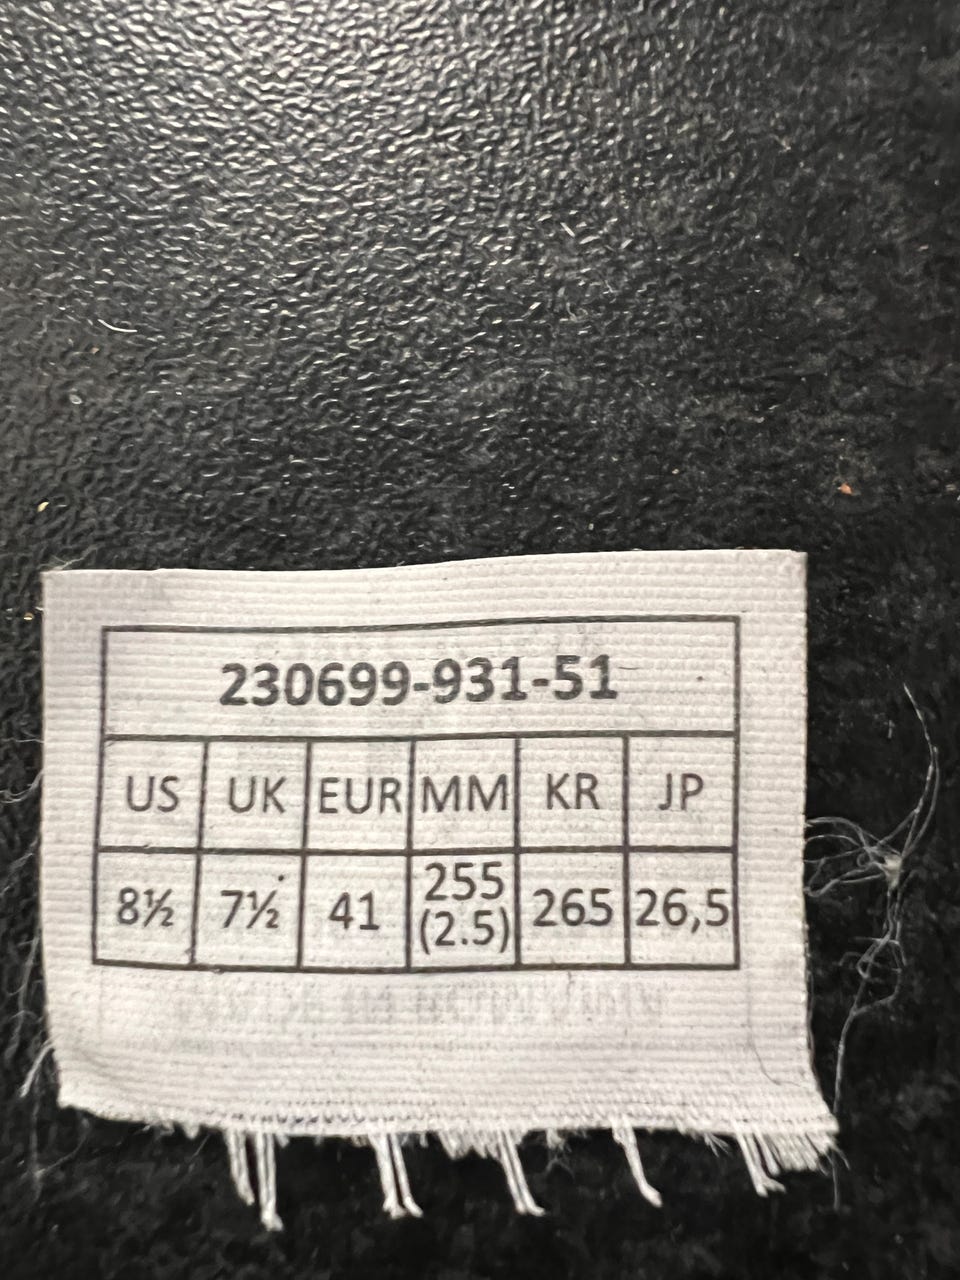 230699-931-51
US UK EUR MM KR JP
8½ 7½ 41 255 (2.5) 265 26,5